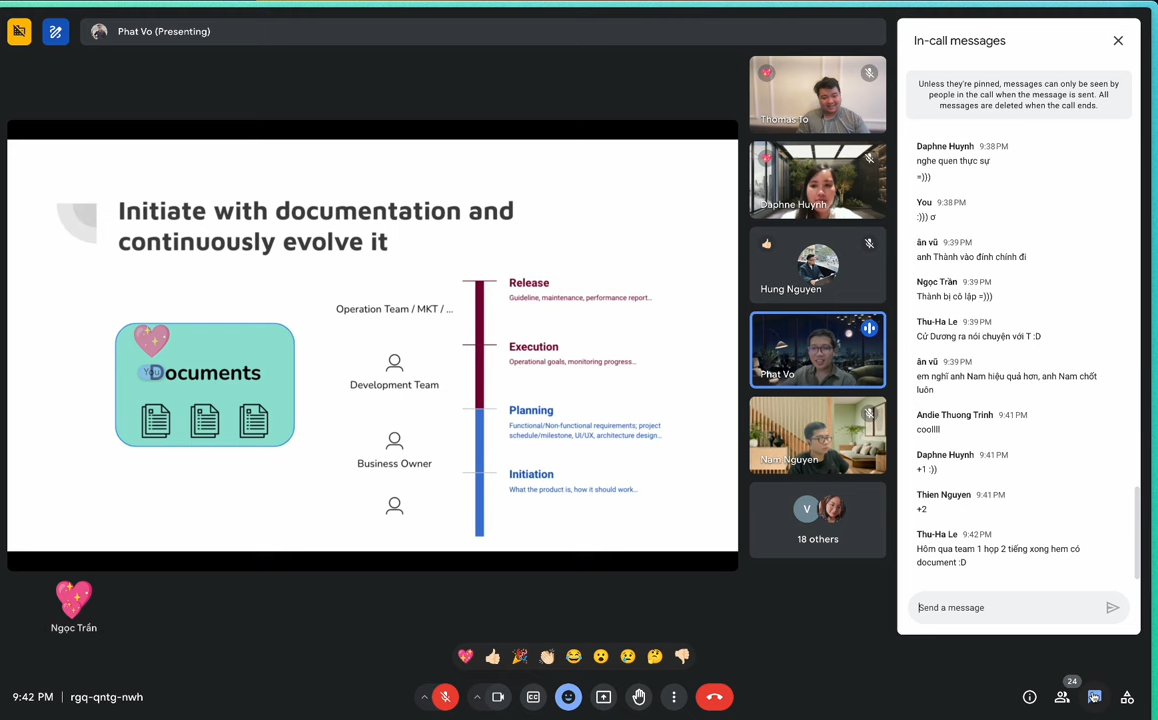 Phat Vo (Presenting)
Initiate with documentation and
continuously evolve it
You
Documents
Operation Team / MKT / ...
Development Team
Business Owner
Release
Guideline, maintenance, performance report...
Execution
Operational goals, monitoring progress...
Planning
Functional/Non-functional requirements; project
schedule/milestone, UI/UX, architecture design...
Initiation
What the product is, how it should work...
Ngọc Trần
Thomas To
Daphne Huynh
Hung Nguyen
Phat Vo
Nam Nguyen
V
18 others
In-call messages
Unless they're pinned, messages can only be seen by
people in the call when the message is sent. All
messages are deleted when the call ends.
Daphne Huynh 9:38 PM
nghe quen thực sự
=)))
You 9:38 PM
:))) ơ
ân vũ 9:39 PM
anh Thành vào đính chính đi
Ngọc Trần 9:39 PM
Thành bị cô lập =)))
Thu-Ha Le 9:39 PM
Cứ Dương ra nói chuyện với T :D
ân vũ 9:39 PM
em nghĩ anh Nam hiệu quả hơn, anh Nam chốt
luôn
Andie Thuong Trinh 9:41 PM
coollll
Daphne Huynh 9:41 PM
+1 :))
Thien Nguyen 9:41 PM
+2
Thu-Ha Le 9:42 PM
Hôm qua team 1 họp 2 tiếng xong hem có
document :D
Send a message
9:42 PM | rgq-qntg-nwh
24